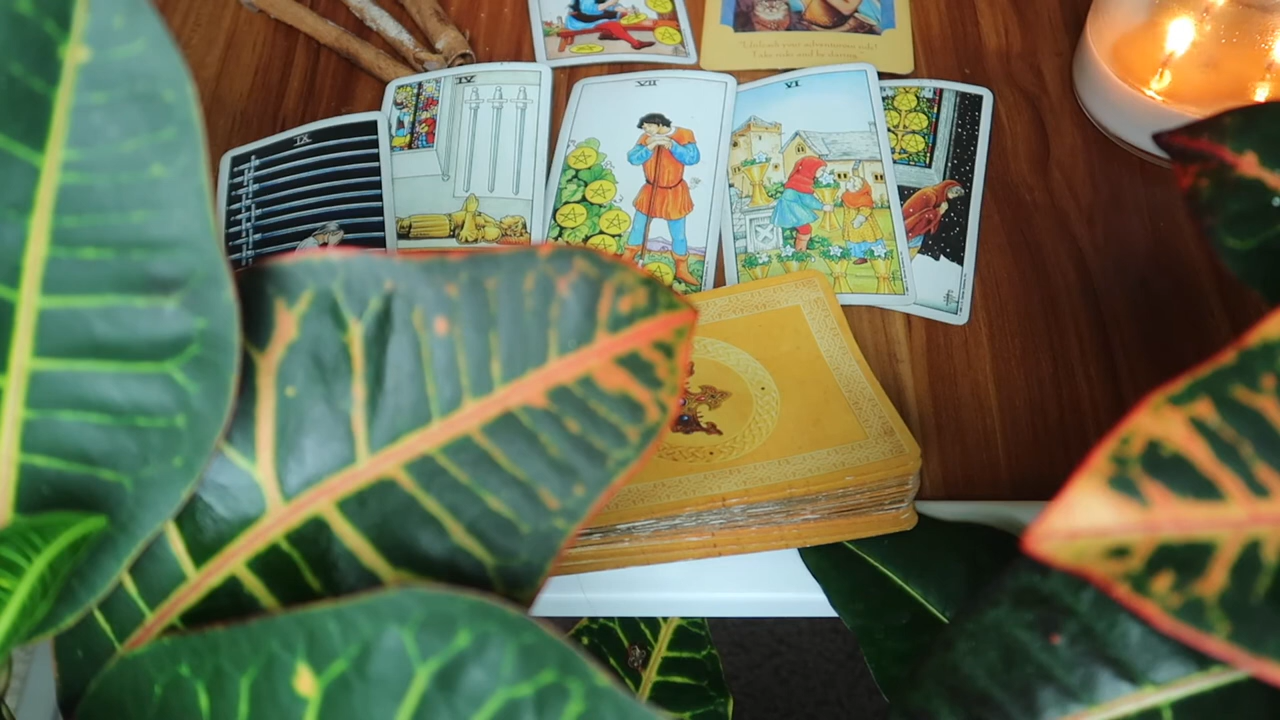 "Unleash your adventurous side!
Take risks and be daring."
IV
VII
VI
IX